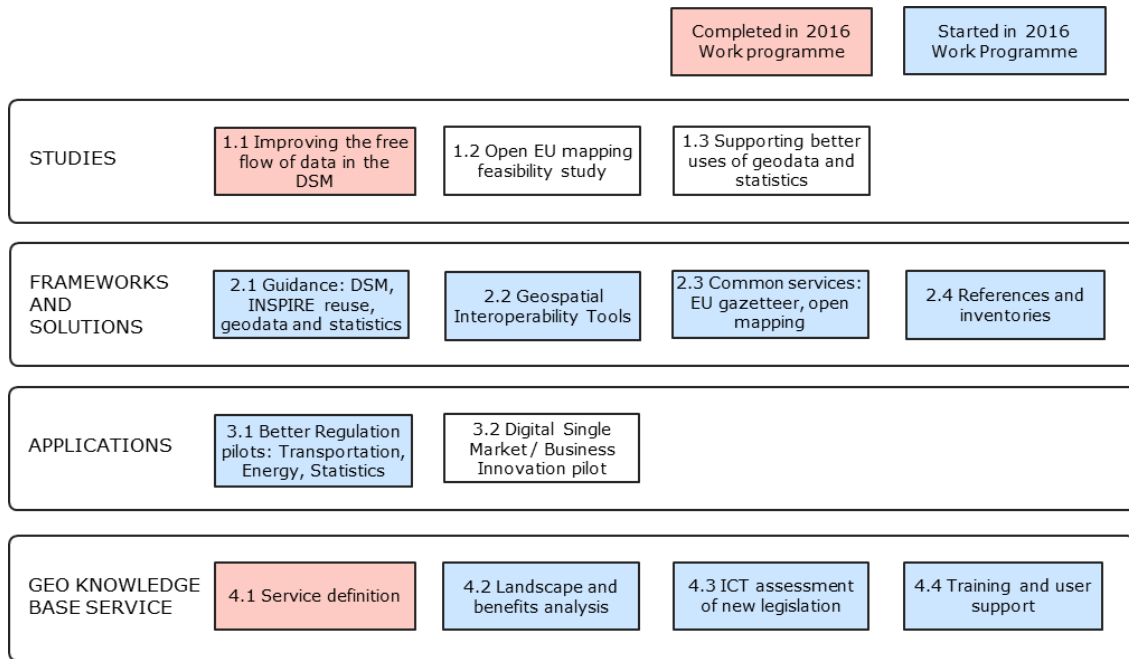 Completed in 2016
Work programme
Started in 2016
Work Programme
STUDIES
1.1 Improving the free
flow of data in the
DSM
1.2 Open EU mapping
feasibility study
1.3 Supporting better
uses of geodata and
statistics
FRAMEWORKS
AND
SOLUTIONS
2.1 Guidance: DSM,
INSPIRE reuse,
geodata and statistics
2.2 Geospatial
Interoperability Tools
2.3 Common services:
EU gazetteer, open
mapping
2.4 References and
inventories
APPLICATIONS
3.1 Better Regulation
pilots: Transportation,
Energy, Statistics
3.2 Digital Single
Market/ Business
Innovation pilot
GEO KNOWLEDGE
BASE SERVICE
4.1 Service definition
4.2 Landscape and
benefits analysis
4.3 ICT assessment
of new legislation
4.4 Training and user
support